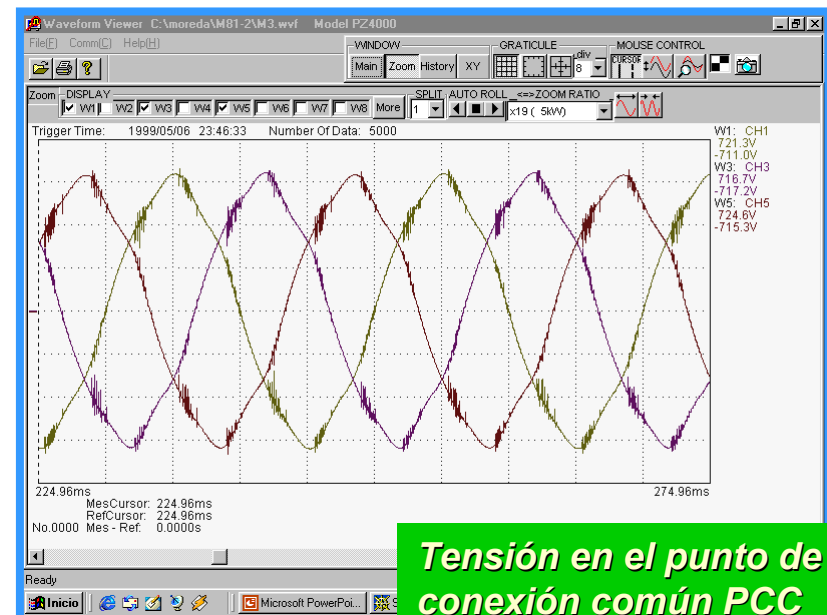 Waveform Viewer C:\moreda\M81-2\M3.wvf Model PZ4000
File(F) Comm(C) Help(H)
WINDOW
GRATICULE
MOUSE CONTROL
Main Zoom History XY
div
8
CURSOR
Zoom
DISPLAY
W1 W2 W3 W4 W5 W6 W7 W8 More
SPLIT
1
AUTO ROLL
<=>ZOOM RATIO
x19 ( 5kW)
Trigger Time: 1999/05/06 23:46:33 Number Of Data: 5000
W1: CH1
721.3V
-711.0V
W3: CH3
716.7V
-717.2V
W5: CH5
724.6V
-715.3V
224.96ms
274.96ms
MesCursor: 224.96ms
RefCursor: 224.96ms
No.0000 Mes - Ref: 0.0000s
Ready
Inicio
Microsoft PowerPoi...
Tensión en el punto de
conexión común PCC